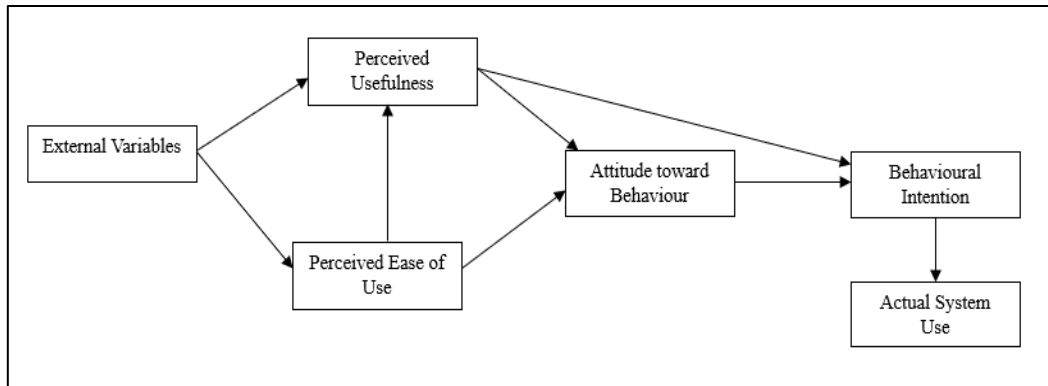 Perceived
Usefulness
External Variables
Attitude toward
Behaviour
Behavioural
Intention
Perceived Ease of
Use
Actual System
Use